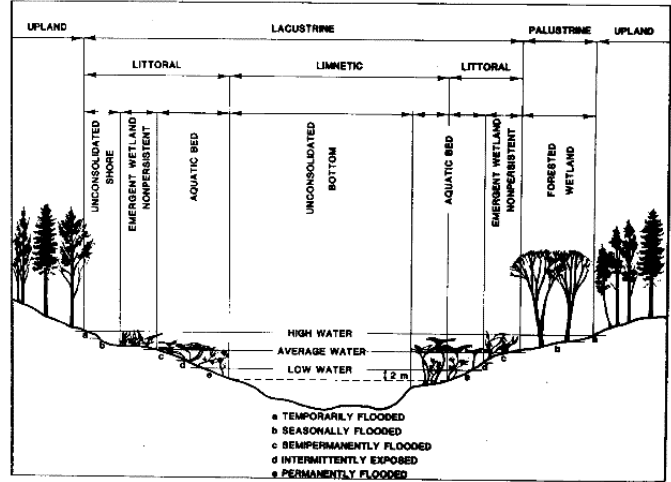 UPLAND LACUSTRINE PALUSTRINE UPLAND
LITTORAL LIMNETIC LITTORAL
UNCONSOLIDATED
SHORE
EMERGENT WETLAND
NONPERSISTENT
AQUATIC BED
UNCONSOLIDATED
BOTTOM
AQUATIC BED
EMERGENT WETLAND
NONPERSISTENT
FORESTED
WETLAND
HIGH WATER
AVERAGE WATER
LOW WATER
2 m
a
b
c
d
e
e
d
c
b
a
a TEMPORARILY FLOODED
b SEASONALLY FLOODED
c SEMIPERMANENTLY FLOODED
d INTERMITTENTLY EXPOSED
e PERMANENTLY FLOODED